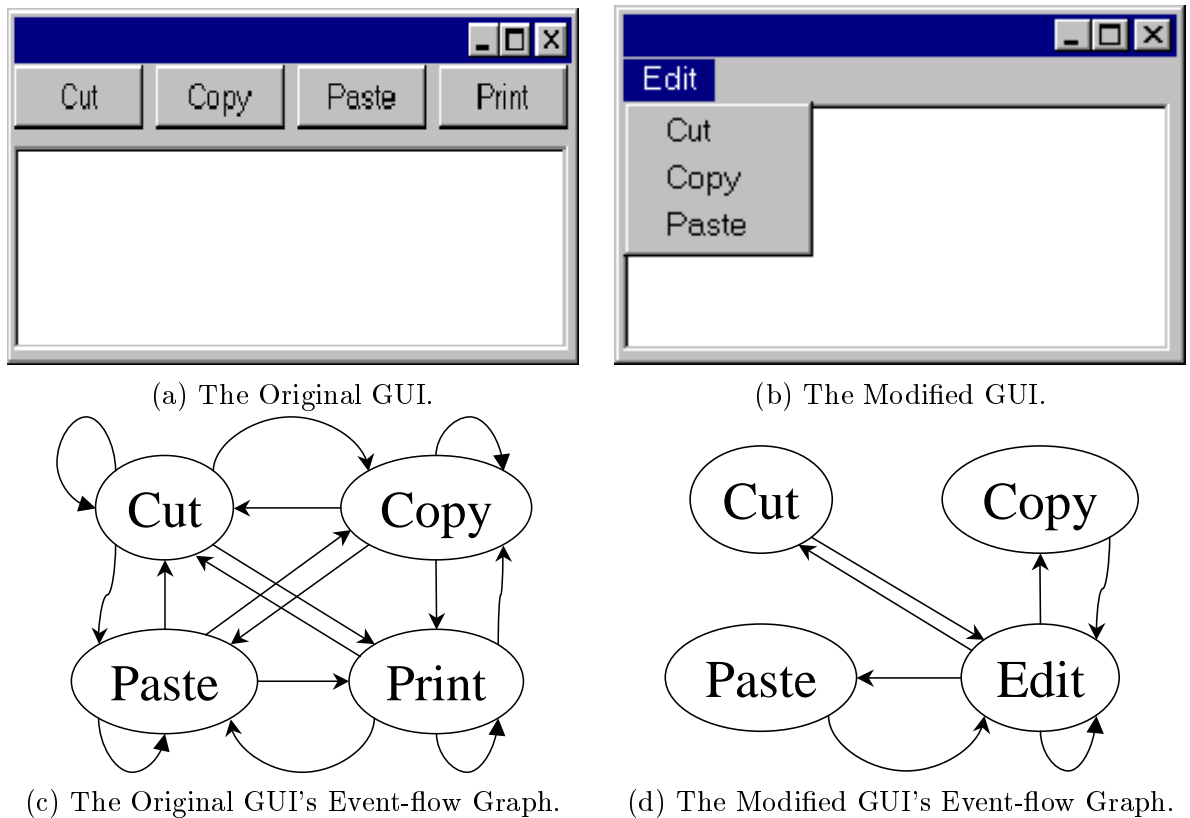 Cut Copy Paste Print
Edit
Cut
Copy
Paste
(a) The Original GUI.
(b) The Modified GUI.
Cut Copy
Paste Print
Cut Copy
Paste Edit
(c) The Original GUI's Event-flow Graph.
(d) The Modified GUI's Event-flow Graph.